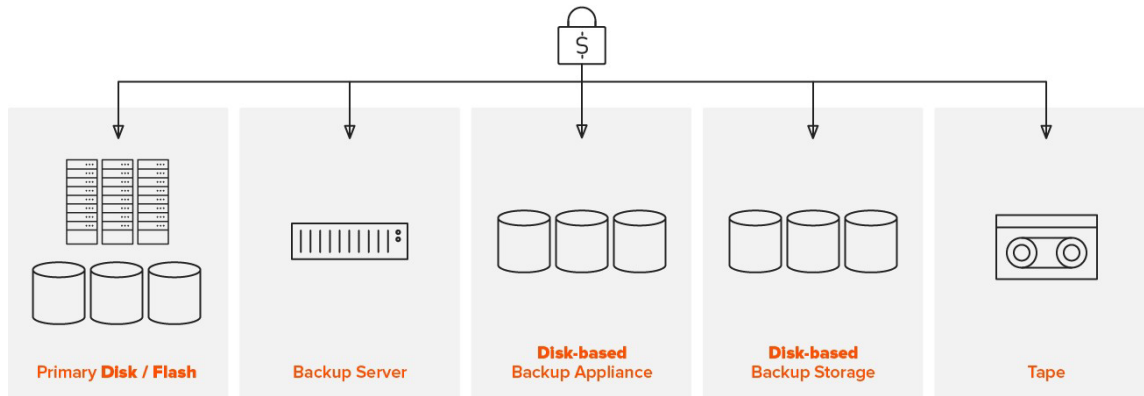 $
Primary Disk / Flash
Backup Server
Disk-based
Backup Appliance
Disk-based
Backup Storage
Tape